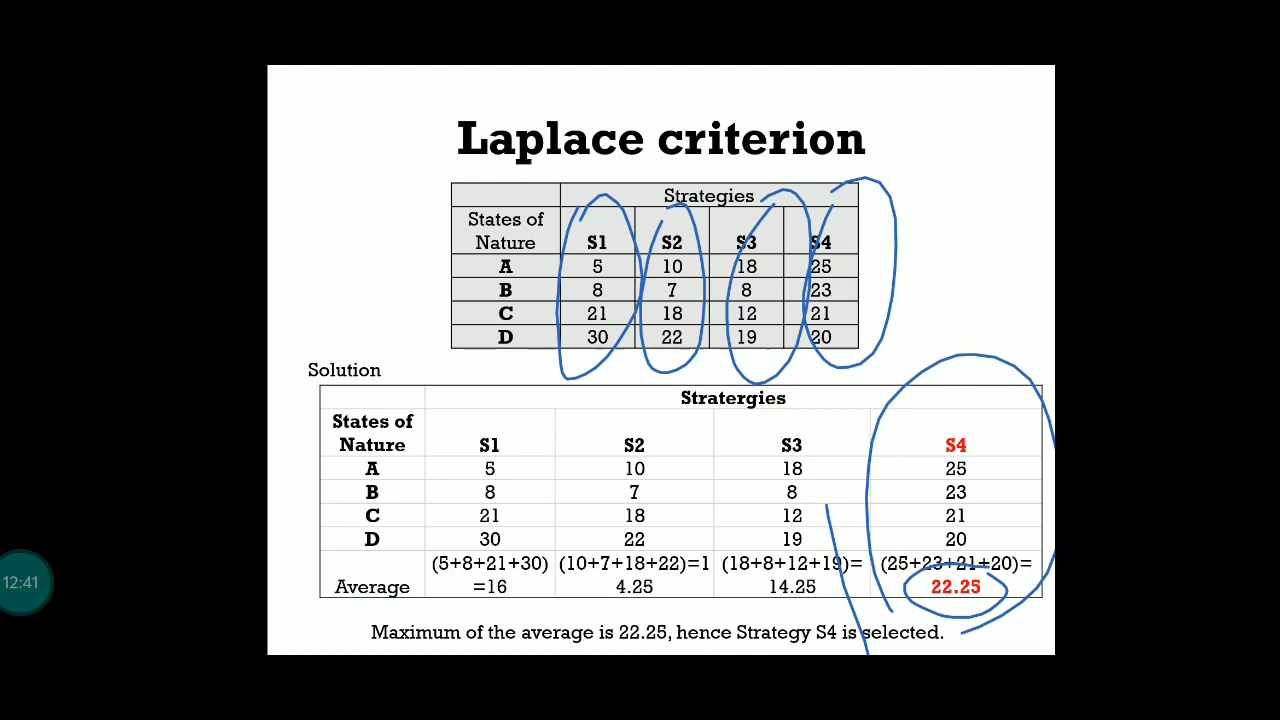 Laplace criterion
Strategies
States of
Nature S1 S2 S3 S4
A 5 10 18 25
B 8 7 8 23
C 21 18 12 21
D 30 22 19 20
Solution
Stratergies
States of
Nature S1 S2 S3 S4
A 5 10 18 25
B 8 7 8 23
C 21 18 12 21
D 30 22 19 20
(5+8+21+30) (10+7+18+22)=1 (18+8+12+19)= (25+23+21+20)=
Average =16 4.25 14.25 22.25
Maximum of the average is 22.25, hence Strategy S4 is selected.
12:41